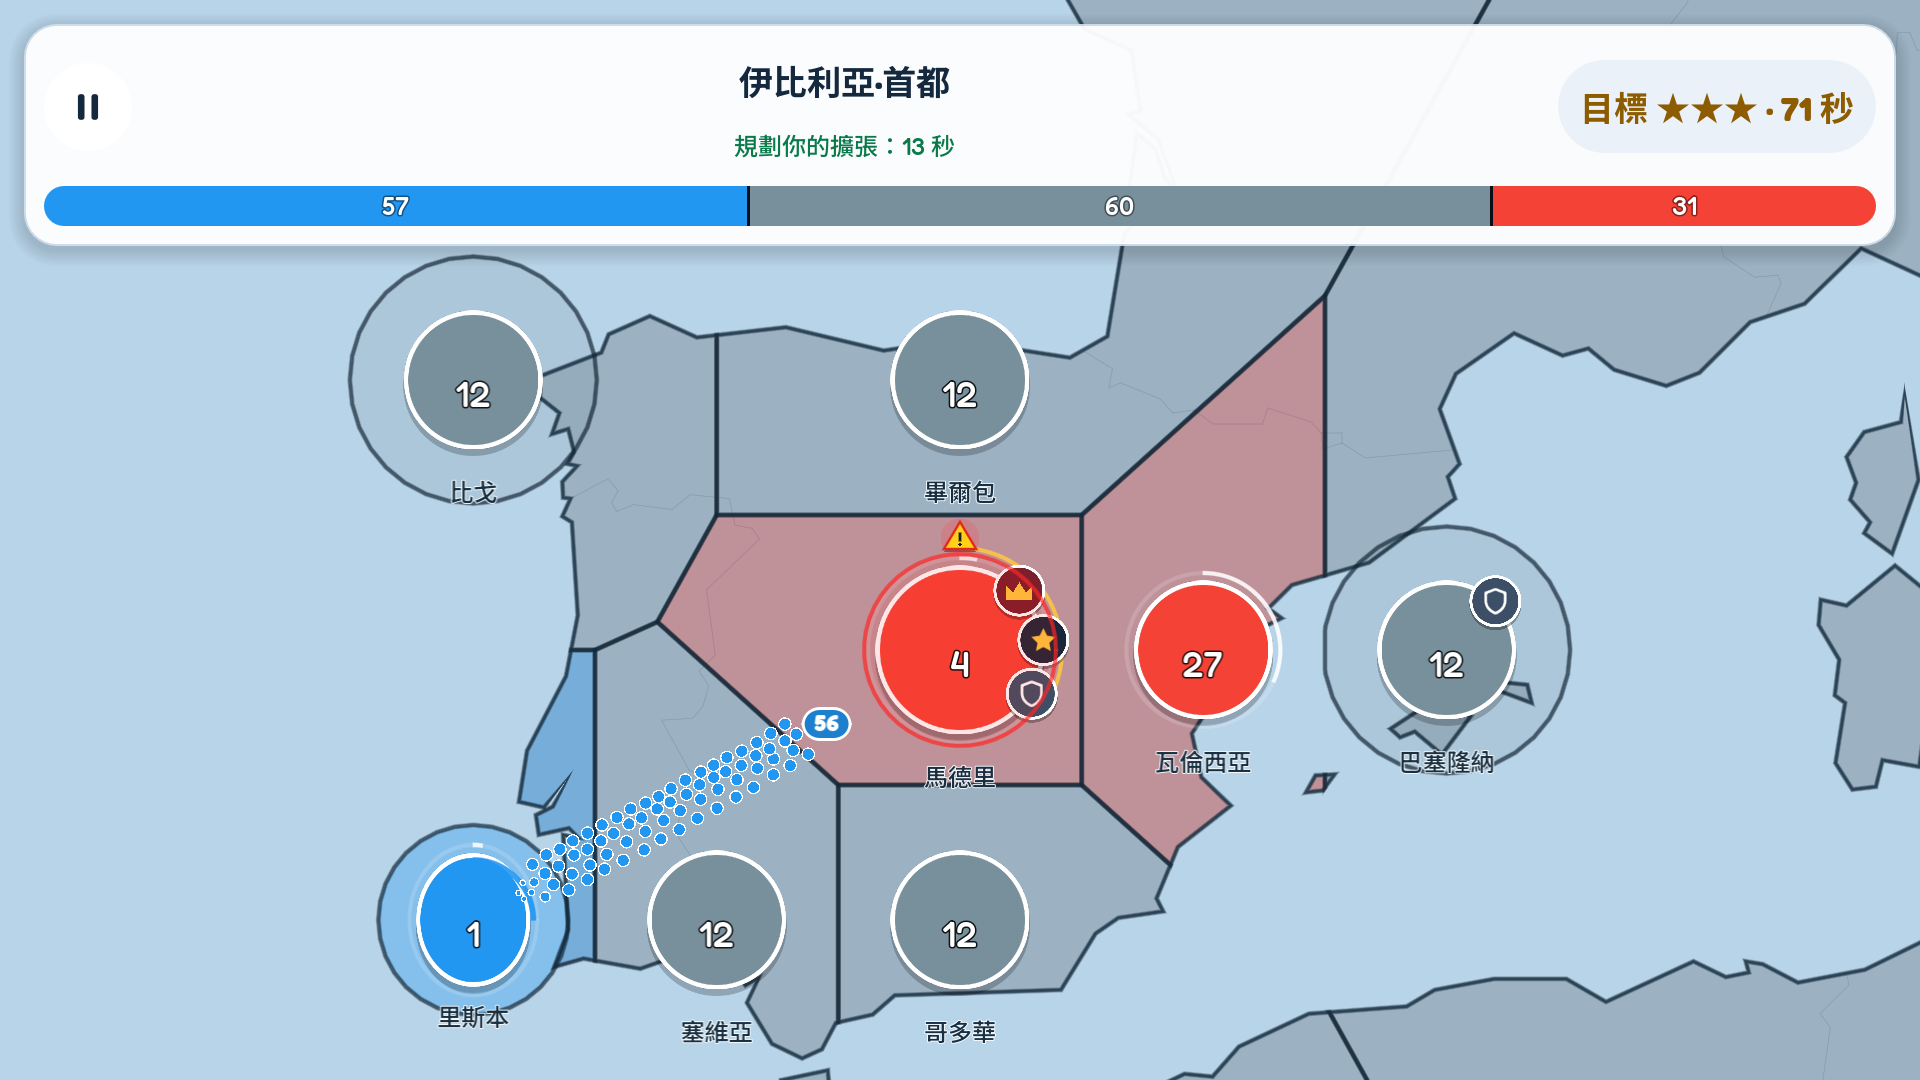 伊比利亞·首都
規劃你的擴張：13 秒
目標 ★★★ · 71 秒
57
60
31
12
比戈
12
畢爾包
4
馬德里
27
瓦倫西亞
12
巴塞隆納
56
1
里斯本
12
塞維亞
12
哥多華